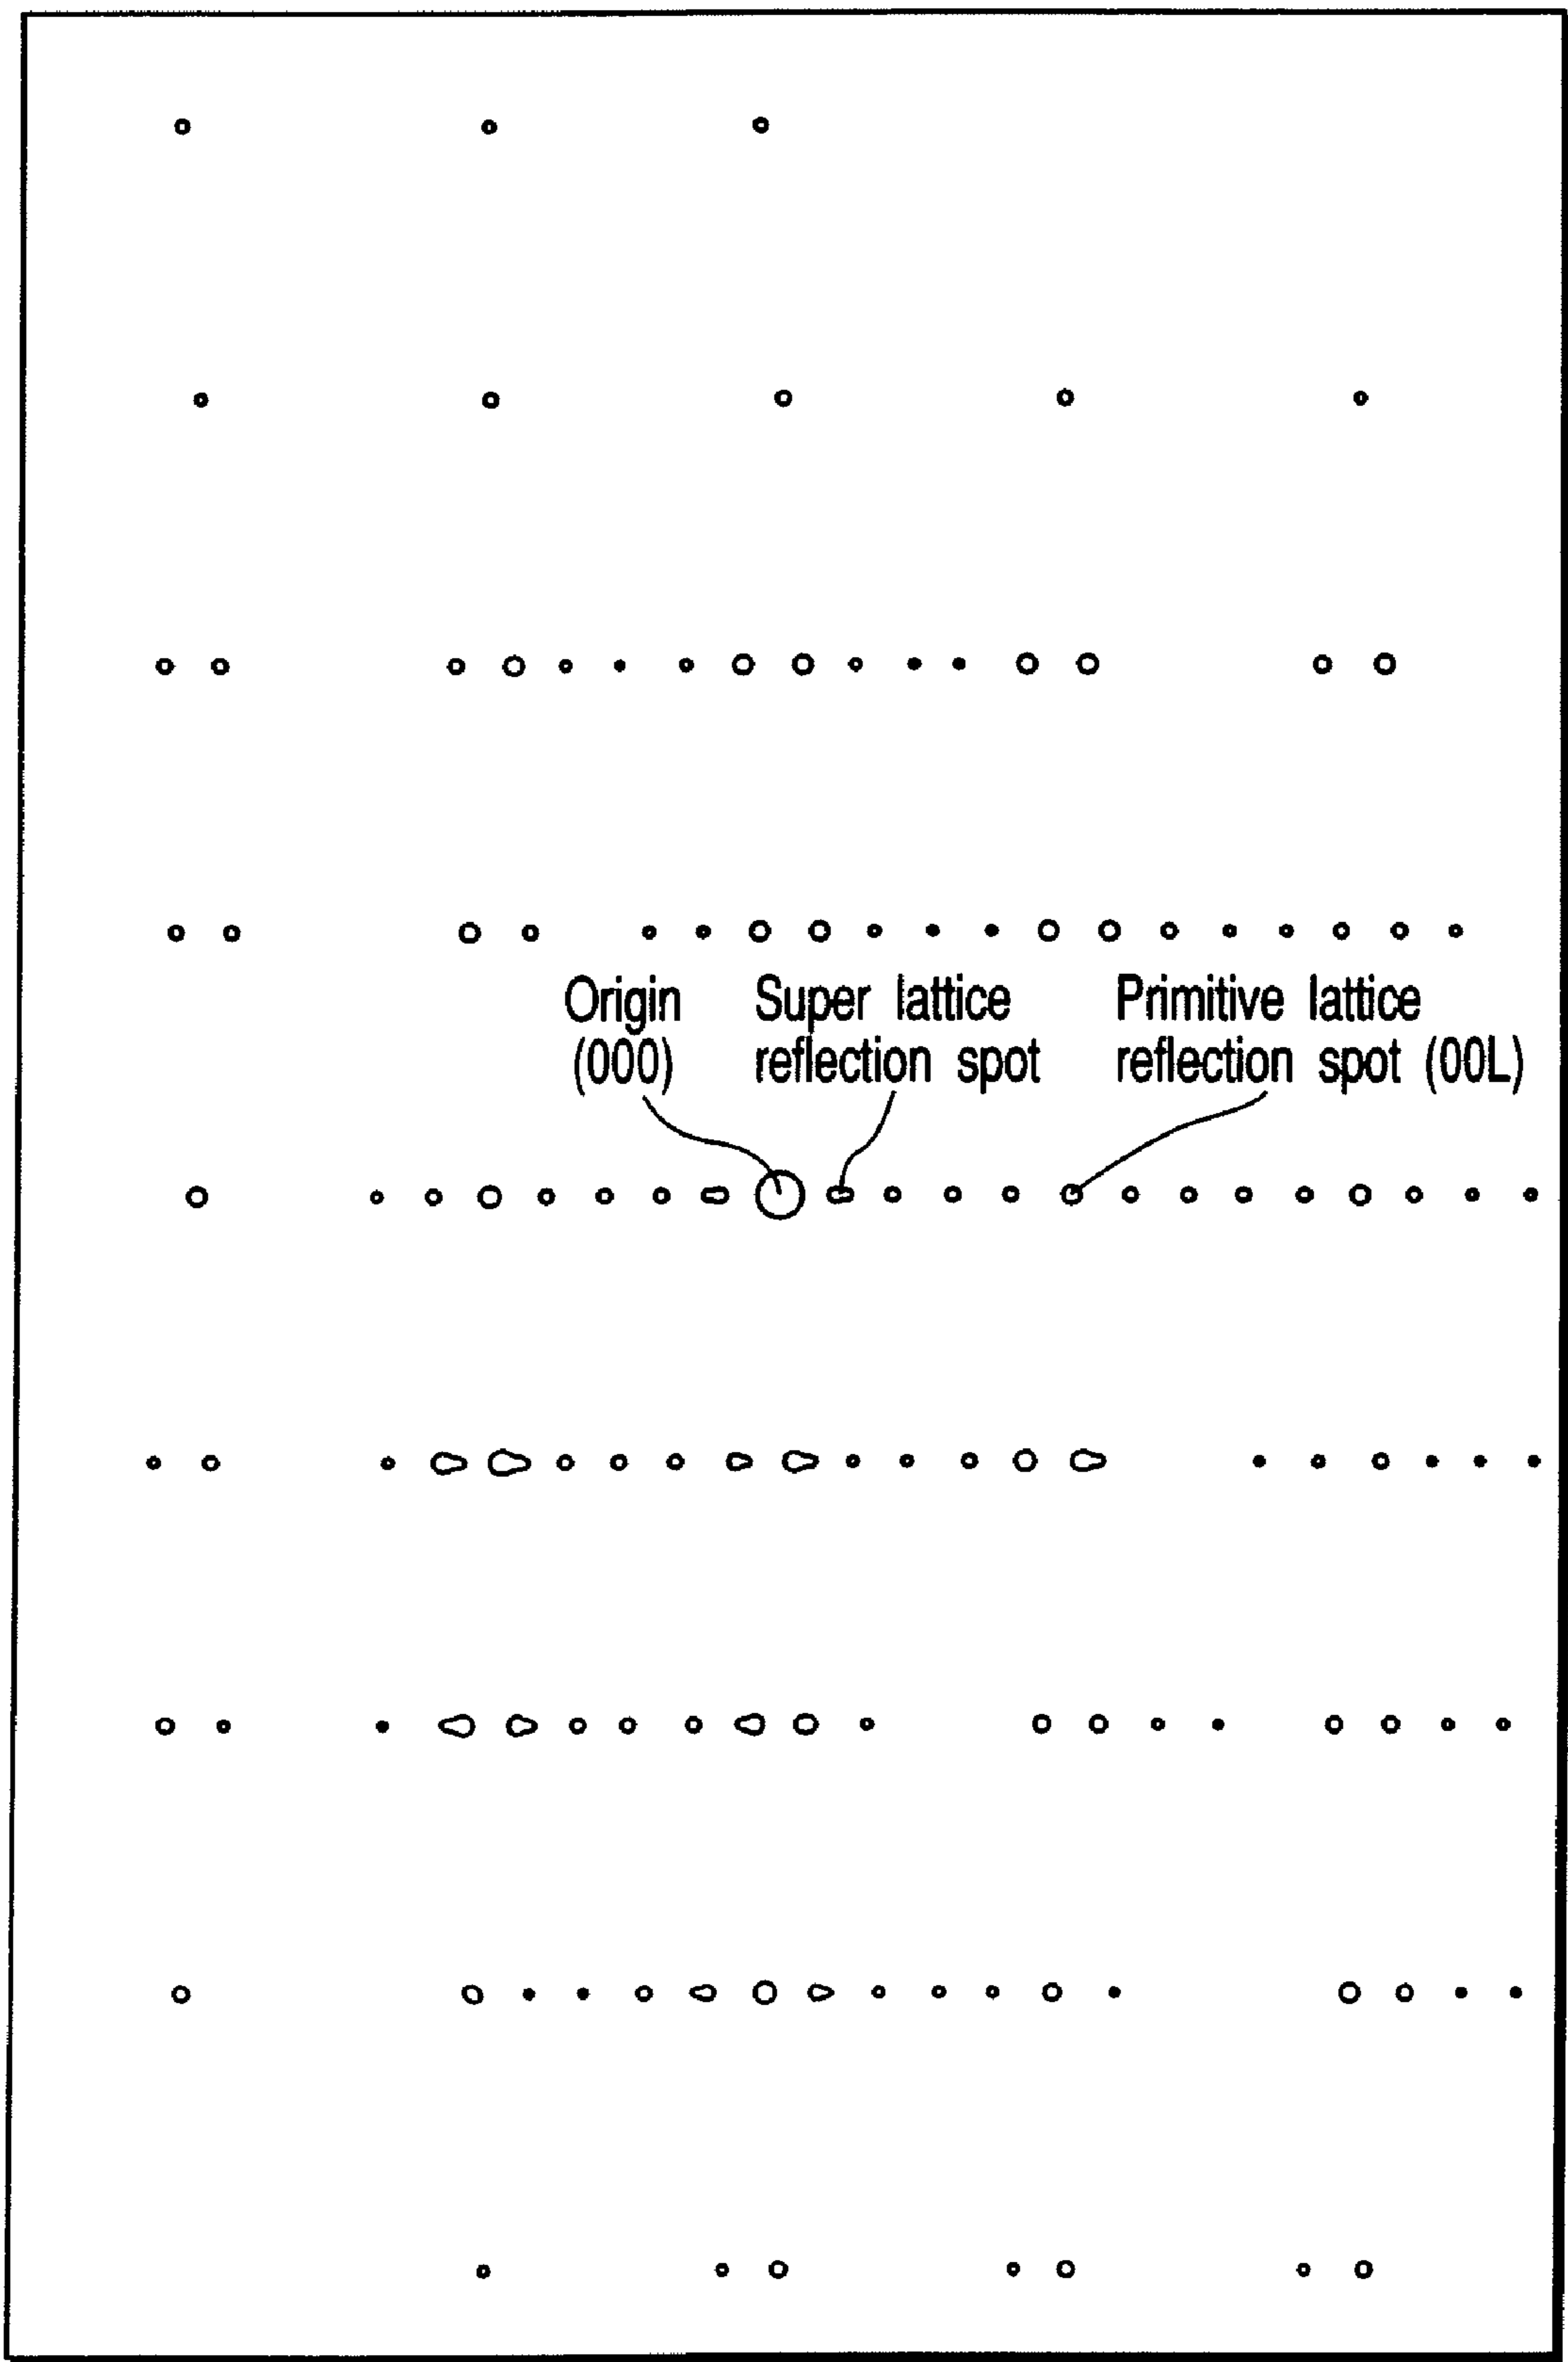 Origin
(000)
Super lattice
reflection spot
Primitive lattice
reflection spot (00L)